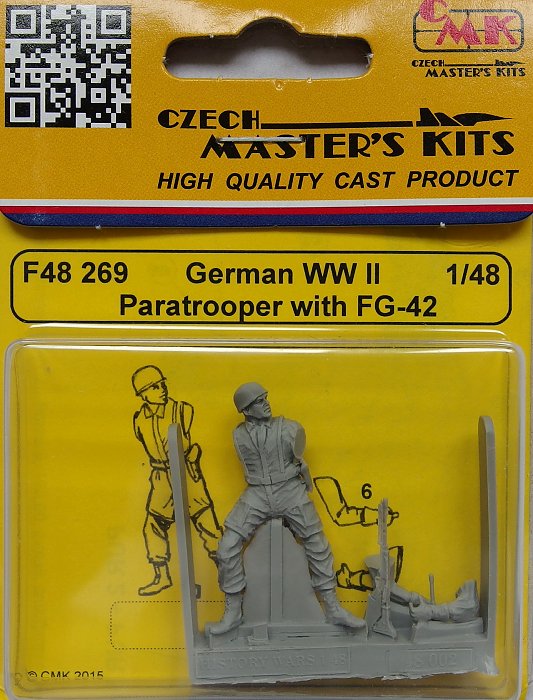 CMK
CZECH
MASTER'S KITS
CZECH
MASTER'S KITS
HIGH QUALITY CAST PRODUCT
F48 269 German WW II 1/48
Paratrooper with FG-42
6
© CMK 2015